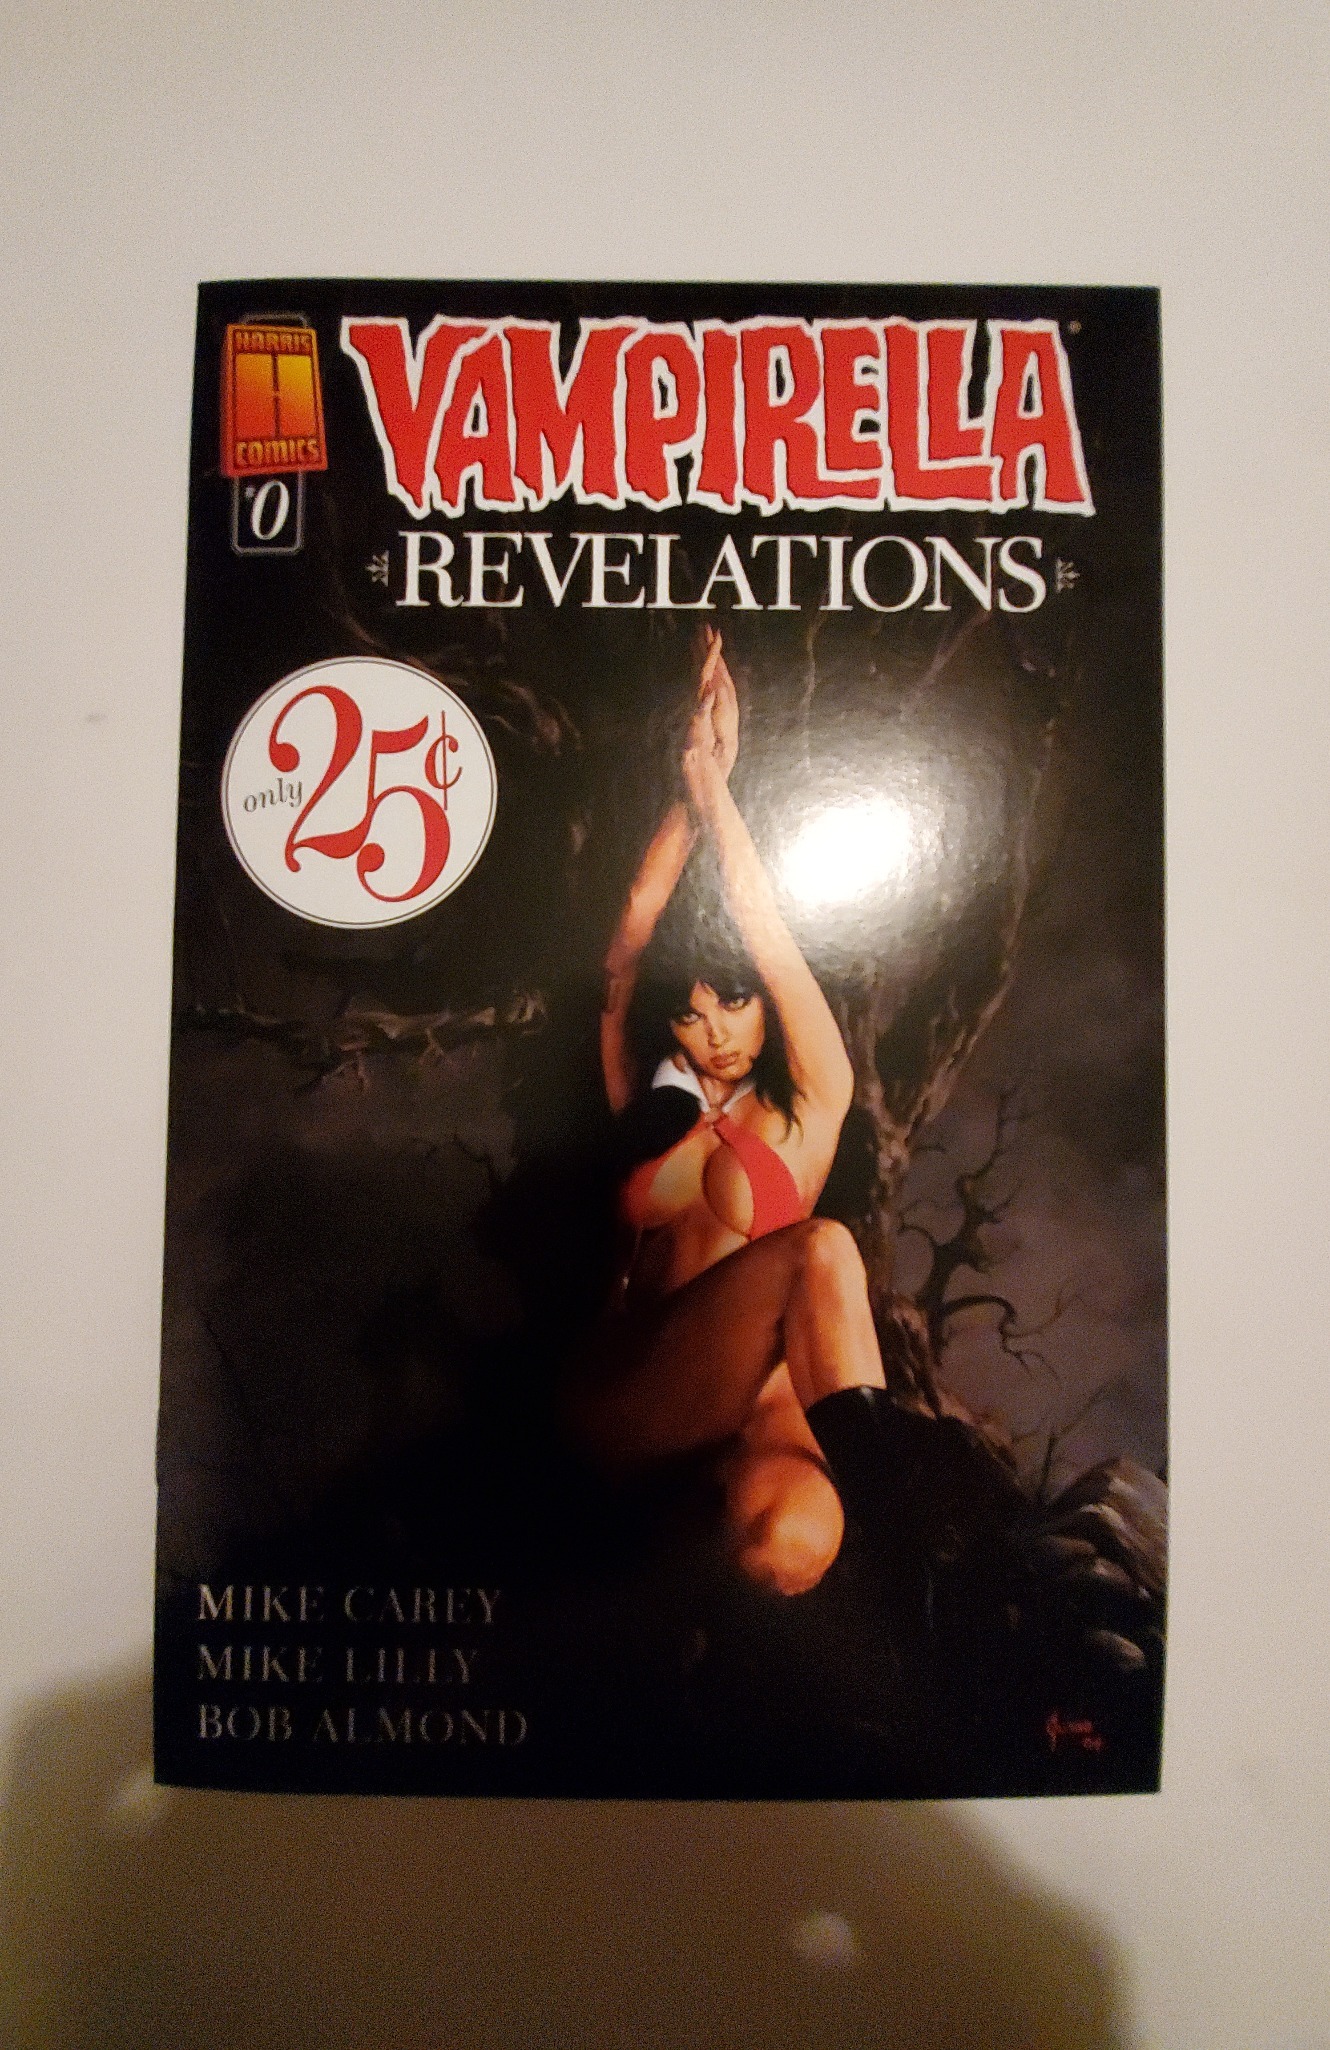 HARRIS
H
COMICS
#0
VAMPIRELLA®
REVELATIONS
only 25¢
MIKE CAREY
MIKE LILLY
BOB ALMOND